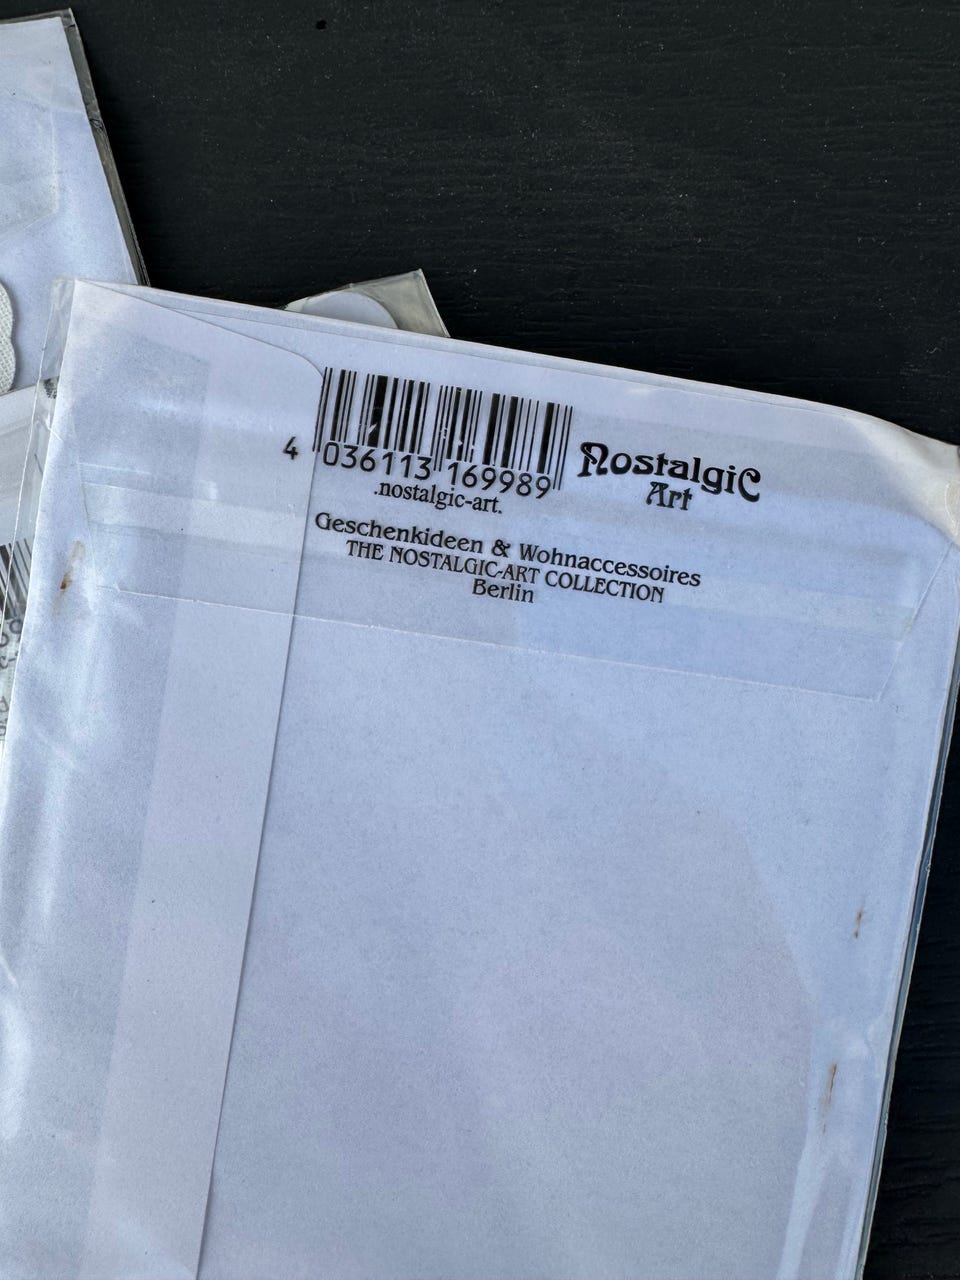 4 036113 169989
Nostalgic
Art
.nostalgic-art.
Geschenkideen & Wohnaccessoires
THE NOSTALGIC-ART COLLECTION
Berlin